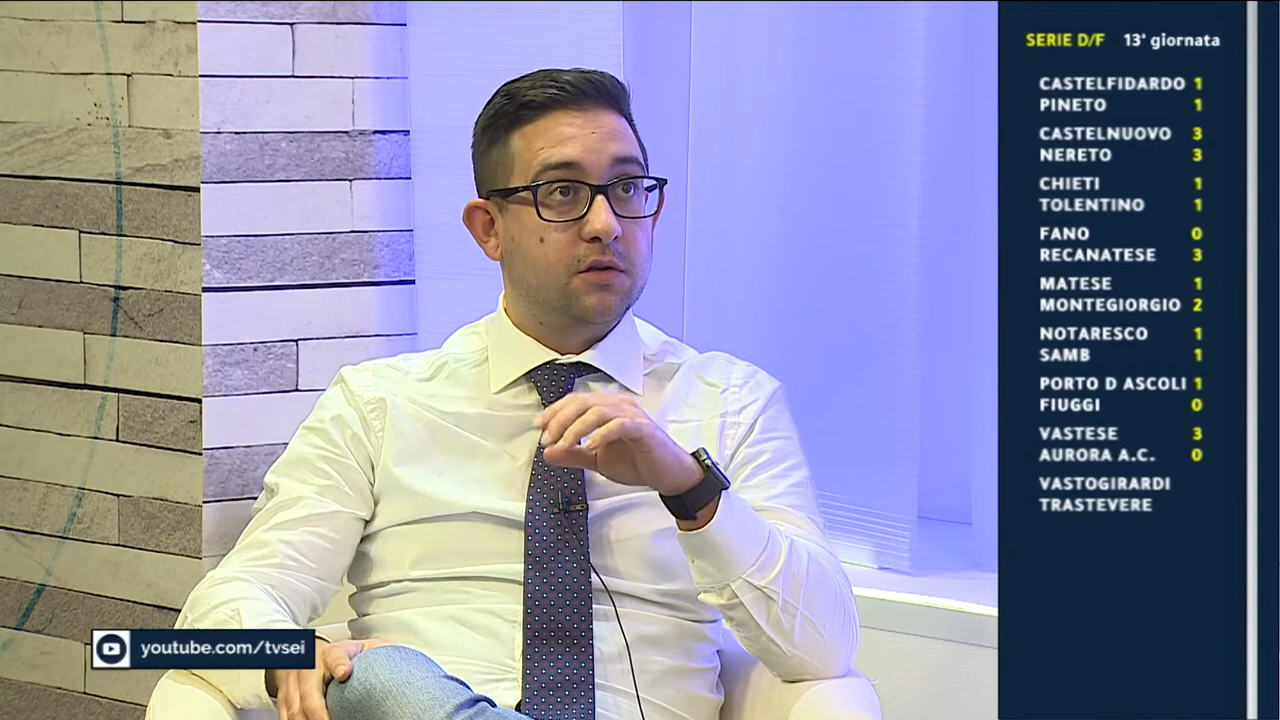 SERIE D/F 13ª giornata
CASTELFIDARDO 1
PINETO 1
CASTELNUOVO 3
NERETO 3
CHIETI 1
TOLENTINO 1
FANO 0
RECANATESE 3
MATESE 1
MONTEGIORGIO 2
NOTARESCO 1
SAMB 1
PORTO D ASCOLI 1
FIUGGI 0
VASTESE 3
AURORA A.C. 0
VASTOGIRARDI
TRASTEVERE
youtube.com/tvsei